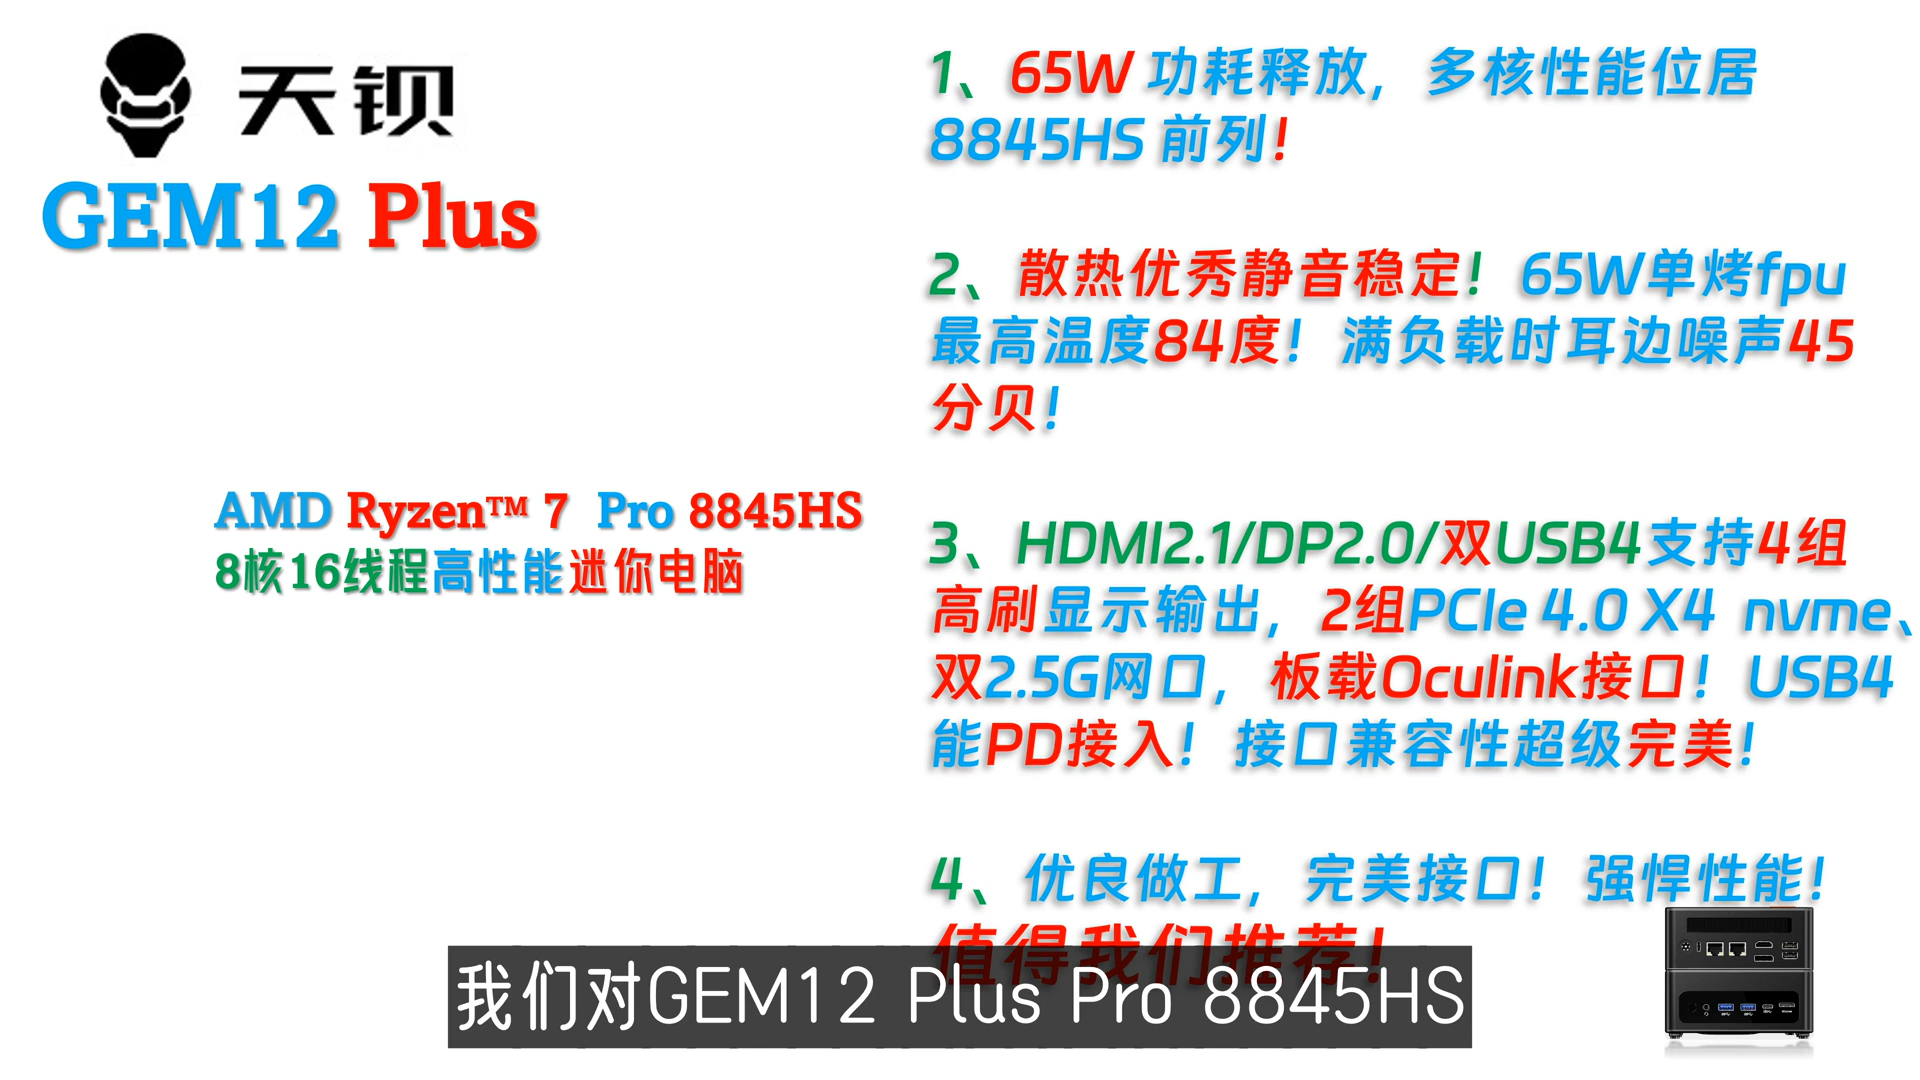 天钡
GEM12 Plus
AMD Ryzen™ 7 Pro 8845HS
8核16线程高性能迷你电脑
1、65W 功耗释放，多核性能位居
8845HS 前列！
2、散热优秀静音稳定！65W单烤fpu
最高温度84度！满负载时耳边噪声45
分贝！
3、HDMI2.1/DP2.0/双USB4支持4组
高刷显示输出，2组PCIe 4.0 X4 nvme、
双2.5G网口，板载Oculink接口！USB4
能PD接入！接口兼容性超级完美！
4、优良做工，完美接口！强悍性能！
值得我们推荐！
我们对GEM12 Plus Pro 8845HS